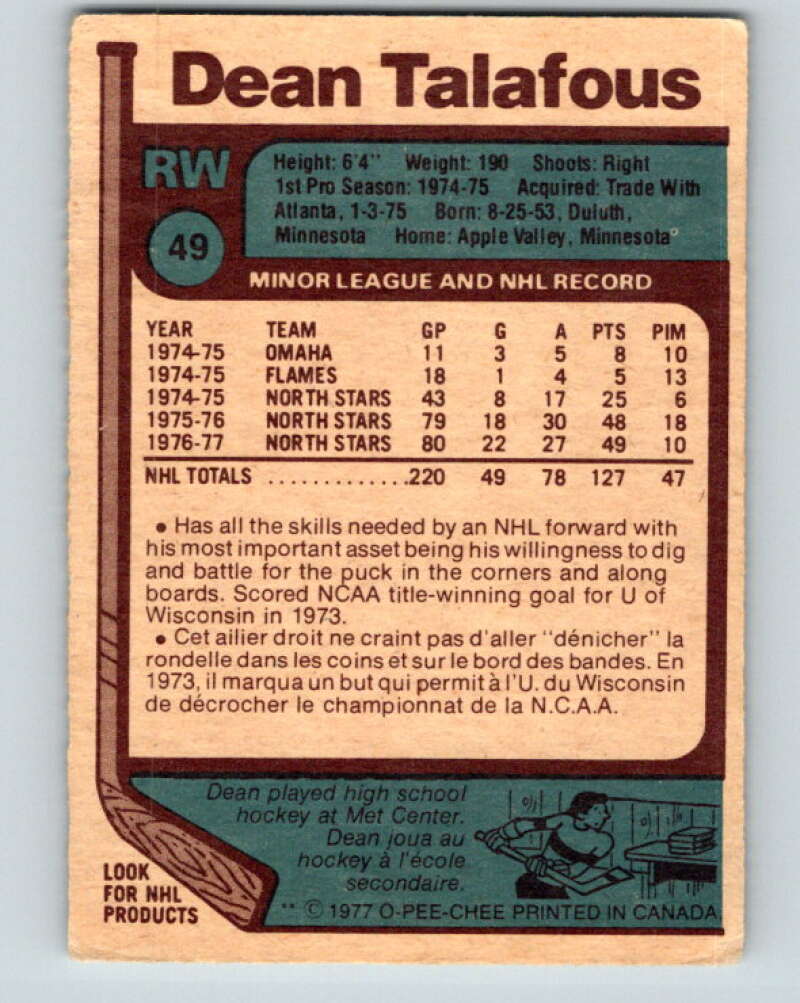 Dean Talafous
RW
49
Height: 6'4" Weight: 190 Shoots: Right
1st Pro Season: 1974-75 Acquired: Trade With
Atlanta, 1-3-75 Born: 8-25-53, Duluth,
Minnesota Home: Apple Valley, Minnesota
MINOR LEAGUE AND NHL RECORD
YEAR TEAM GP G A PTS PIM
1974-75 OMAHA 11 3 5 8 10
1974-75 FLAMES 18 1 4 5 13
1974-75 NORTH STARS 43 8 17 25 6
1975-76 NORTH STARS 79 18 30 48 18
1976-77 NORTH STARS 80 22 27 49 10
NHL TOTALS .............220 49 78 127 47
• Has all the skills needed by an NHL forward with
his most important asset being his willingness to dig
and battle for the puck in the corners and along
boards. Scored NCAA title-winning goal for U of
Wisconsin in 1973.
• Cet ailier droit ne craint pas d'aller "dénicher" la
rondelle dans les coins et sur le bord des bandes. En
1973, il marqua un but qui permit à l'U. du Wisconsin
de décrocher le championnat de la N.C.A.A.
Dean played high school
hockey at Met Center.
Dean joua au
hockey à l'école
secondaire.
LOOK
FOR NHL
PRODUCTS
** © 1977 O-PEE-CHEE PRINTED IN CANADA